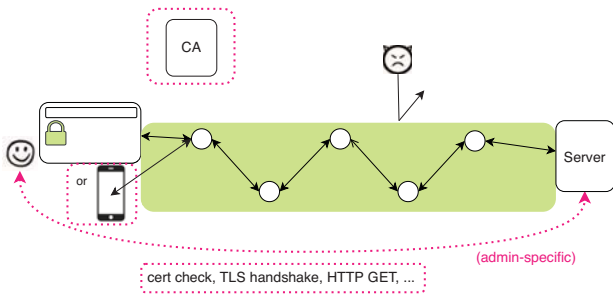 CA
or
Server
(admin-specific)
cert check, TLS handshake, HTTP GET, ...